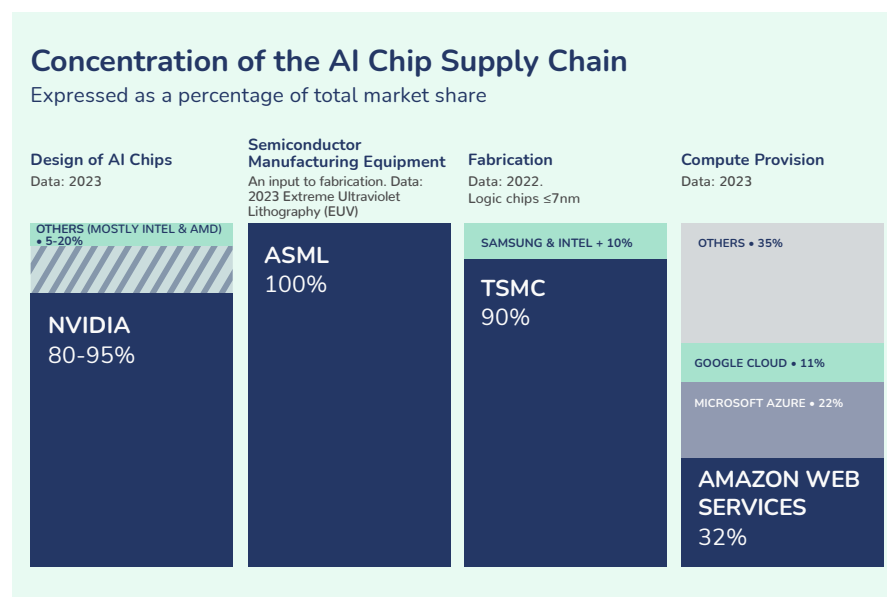 Concentration of the AI Chip Supply Chain
Expressed as a percentage of total market share
Design of AI Chips
Data: 2023
OTHERS (MOSTLY INTEL & AMD)
• 5-20%
NVIDIA
80-95%
Semiconductor
Manufacturing Equipment
An input to fabrication. Data:
2023 Extreme Ultraviolet
Lithography (EUV)
ASML
100%
Fabrication
Data: 2022.
Logic chips ≤7nm
SAMSUNG & INTEL + 10%
TSMC
90%
Compute Provision
Data: 2023
OTHERS • 35%
GOOGLE CLOUD • 11%
MICROSOFT AZURE • 22%
AMAZON WEB
SERVICES
32%